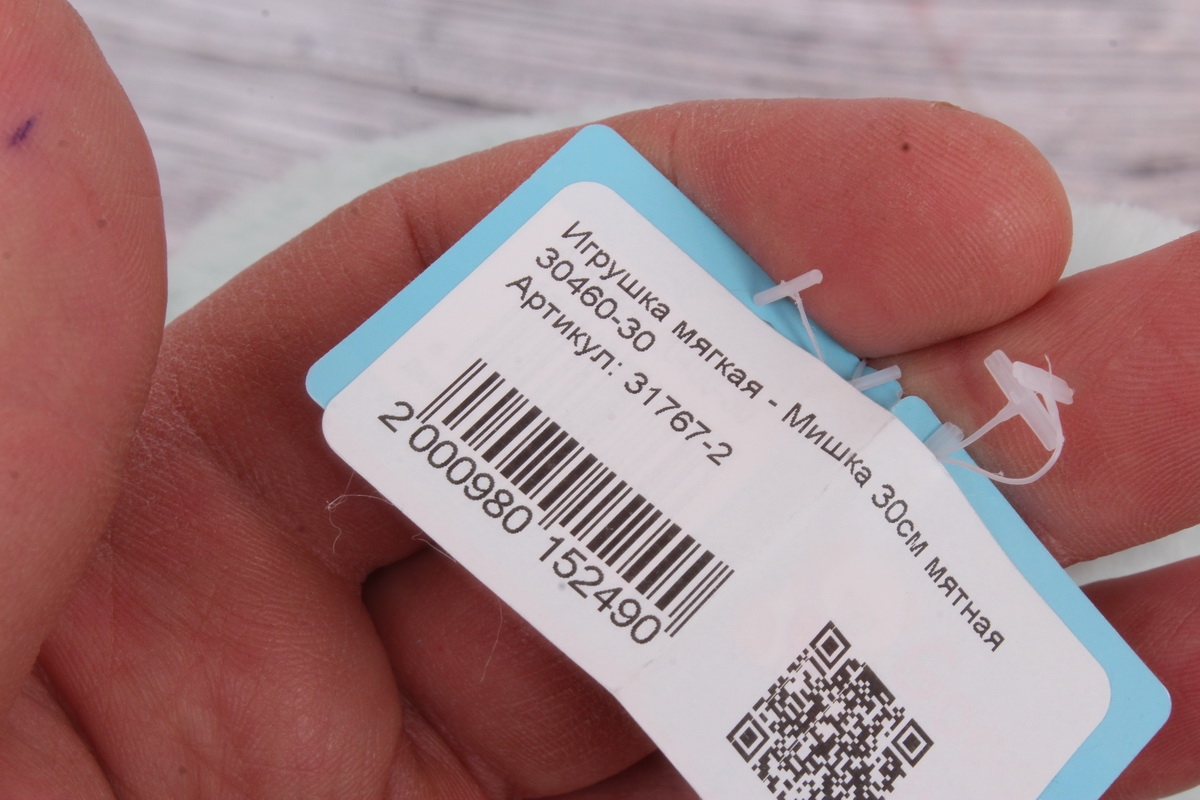 Игрушка мягкая - Мишка 30см мятная
30460-30
Артикул: 31767-2
2 000980 152490